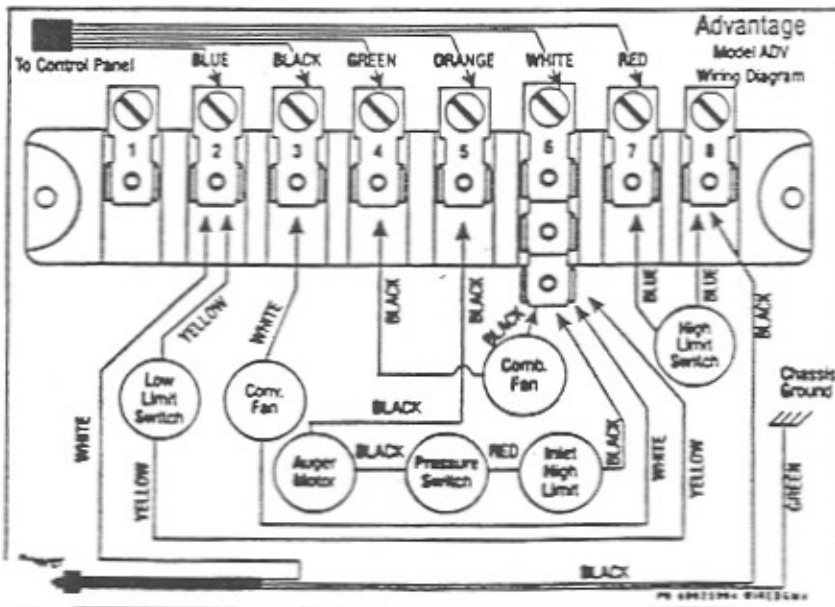 Advantage
Model ADV
Wiring Diagram
To Control Panel
BLUE
BLACK
GREEN
ORANGE
WHITE
RED
1
2
3
4
5
6
7
8
YELLOW
WHITE
BLACK
BLACK
BLACK
BLUE
BLUE
BLACK
Low
Limit
Switch
Conv.
Fan
Comb.
Fan
High
Limit
Switch
Chassis
Ground
WHITE
BLACK
Auger
Motor
BLACK
Pressure
Switch
RED
Inlet
High
Limit
BLACK
WHITE
YELLOW
GREEN
YELLOW
BLACK